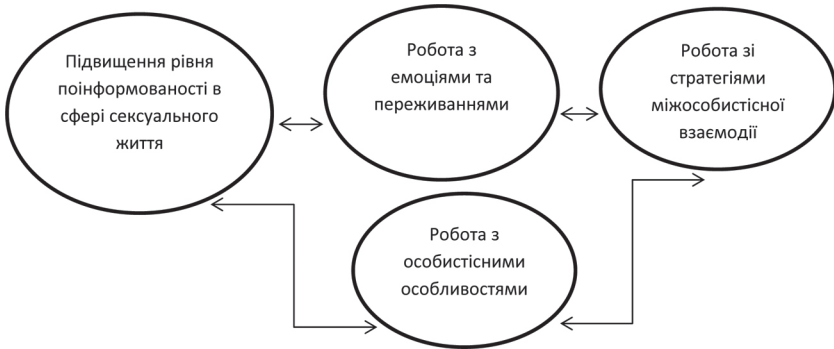 Підвищення рівня
поінформованості в
сфері сексуального
життя
Робота з
емоціями та
переживаннями
Робота зі
стратегіями
міжособистісної
взаємодії
Робота з
особистісними
особливостями